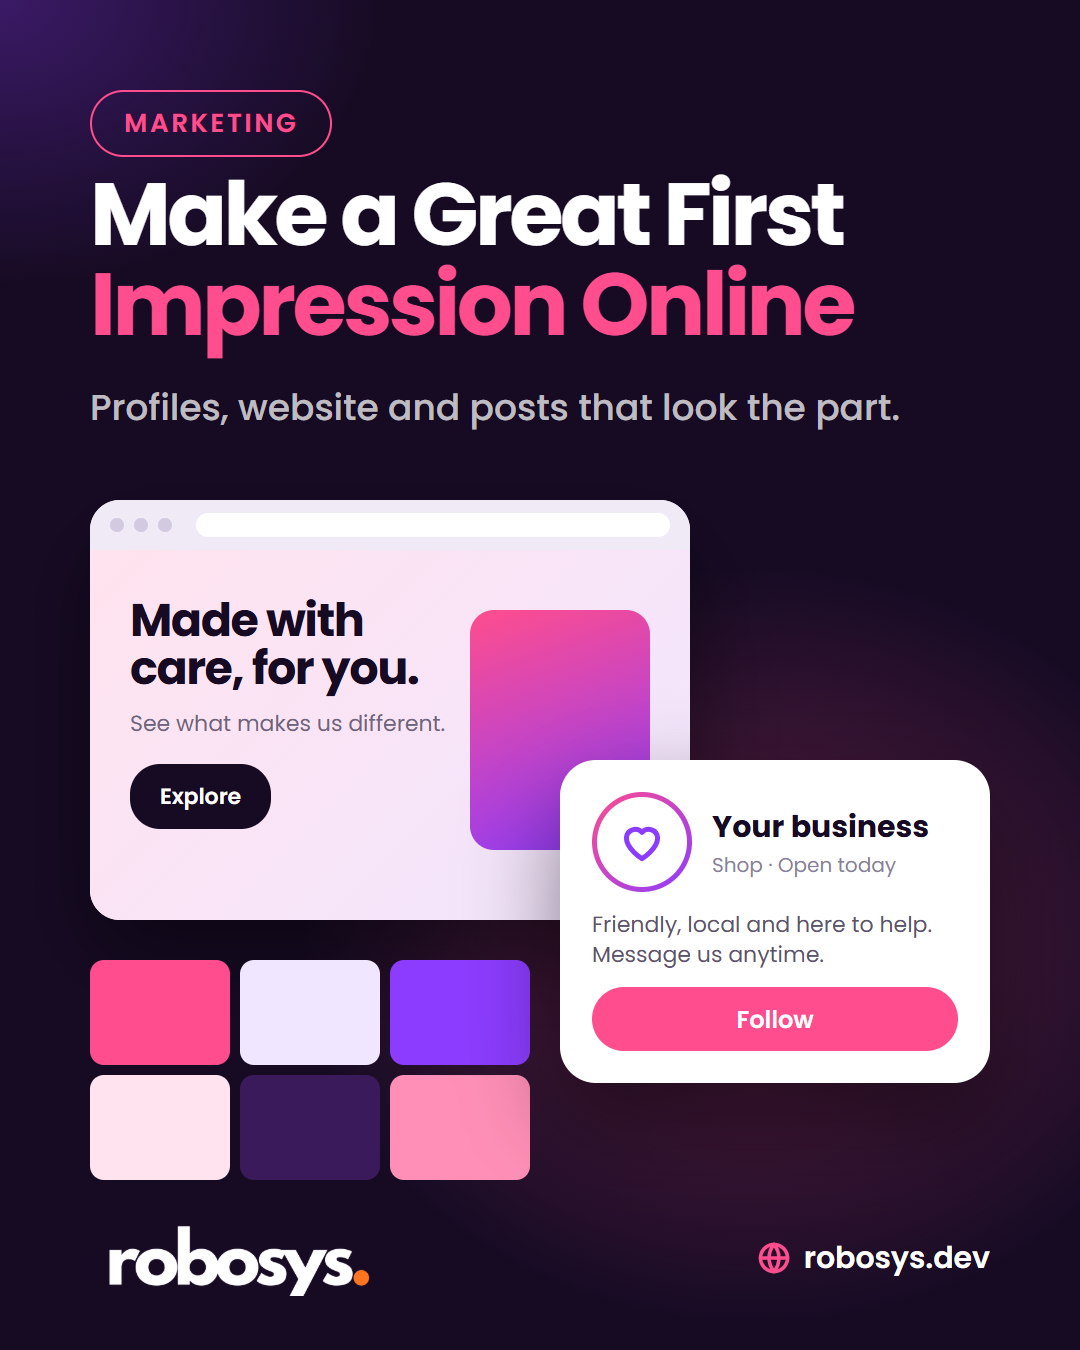 MARKETING
Make a Great First
Impression Online
Profiles, website and posts that look the part.
Made with
care, for you.
See what makes us different.
Explore
Your business
Shop · Open today
Friendly, local and here to help.
Message us anytime.
Follow
robosys.
robosys.dev